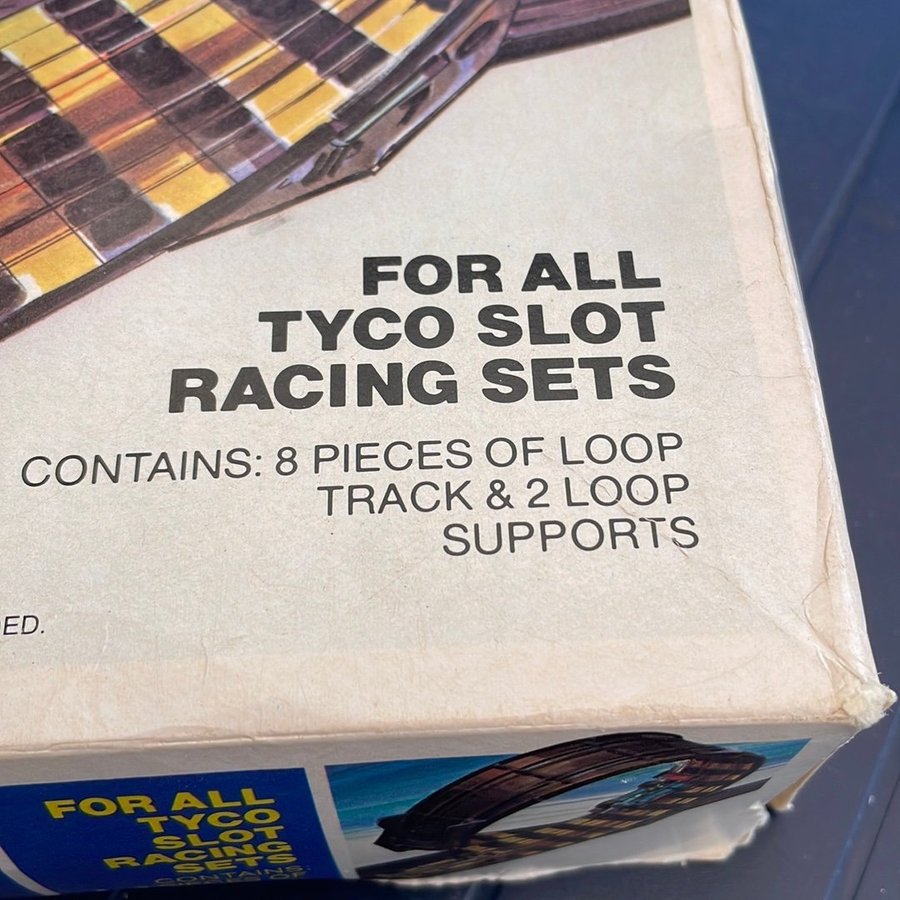 FOR ALL
TYCO SLOT
RACING SETS
CONTAINS: 8 PIECES OF LOOP
TRACK & 2 LOOP
SUPPORTS
FOR ALL
TYCO
SLOT
RACING
SETS
CONTAINS